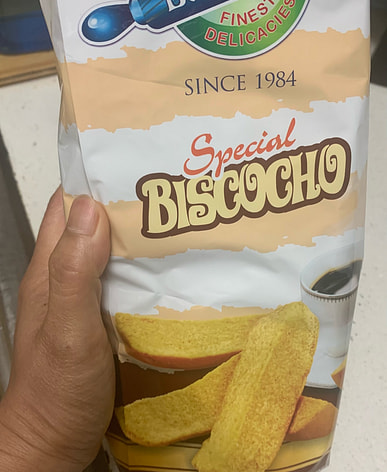 FINEST
DELICACIES
SINCE 1984
Special
BISCOCHO